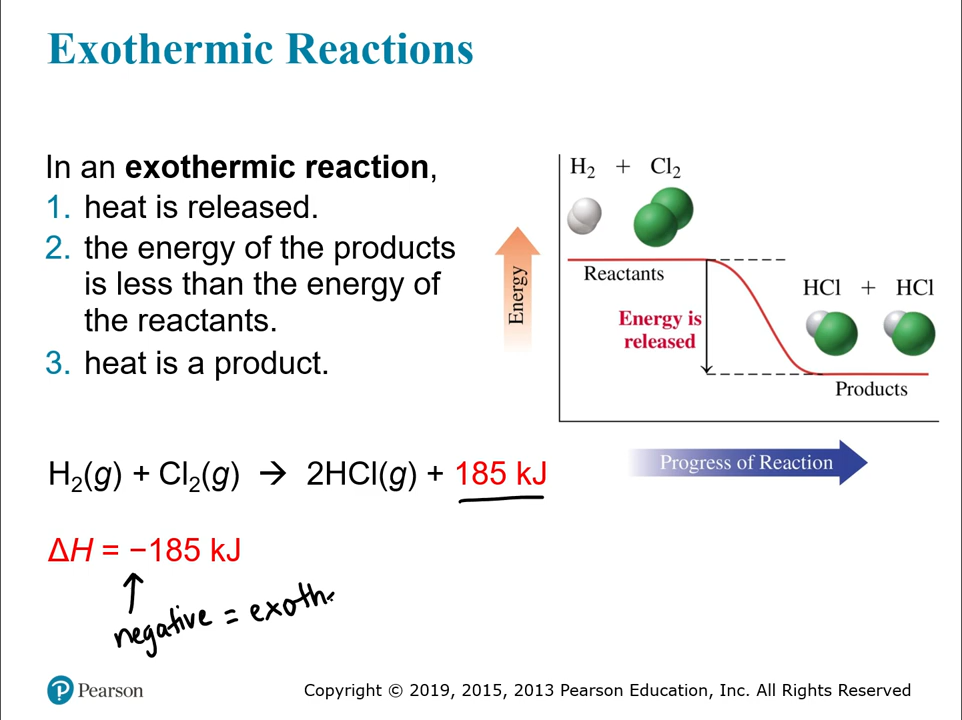 Exothermic Reactions
In an exothermic reaction,
1. heat is released.
2. the energy of the products
is less than the energy of
the reactants.
3. heat is a product.
H₂ + Cl₂
Energy
Reactants
Energy is
released
HCl + HCl
Products
Progress of Reaction
H₂(g) + Cl₂(g) → 2HCl(g) + 185 kJ
ΔH = −185 kJ
negative = exoth
Pearson
Copyright © 2019, 2015, 2013 Pearson Education, Inc. All Rights Reserved